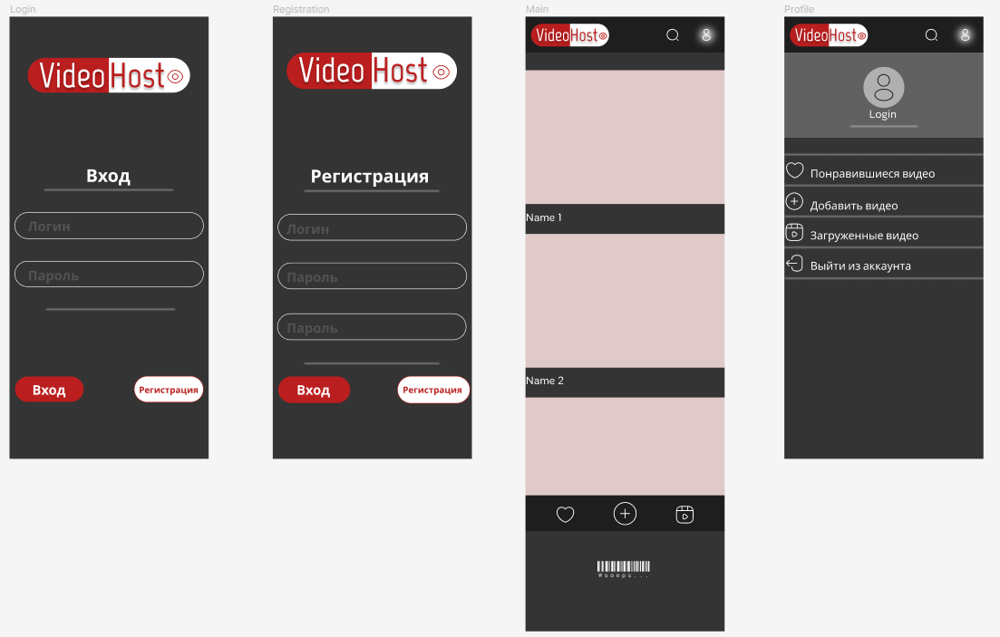 Login
VideoHost
Вход
Логин
Пароль
Вход
Регистрация
Registration
VideoHost
Регистрация
Логин
Пароль
Пароль
Вход
Регистрация
Main
VideoHost
Name 1
Name 2
Wooops...
Profile
VideoHost
Login
Понравившиеся видео
Добавить видео
Загруженные видео
Выйти из аккаунта